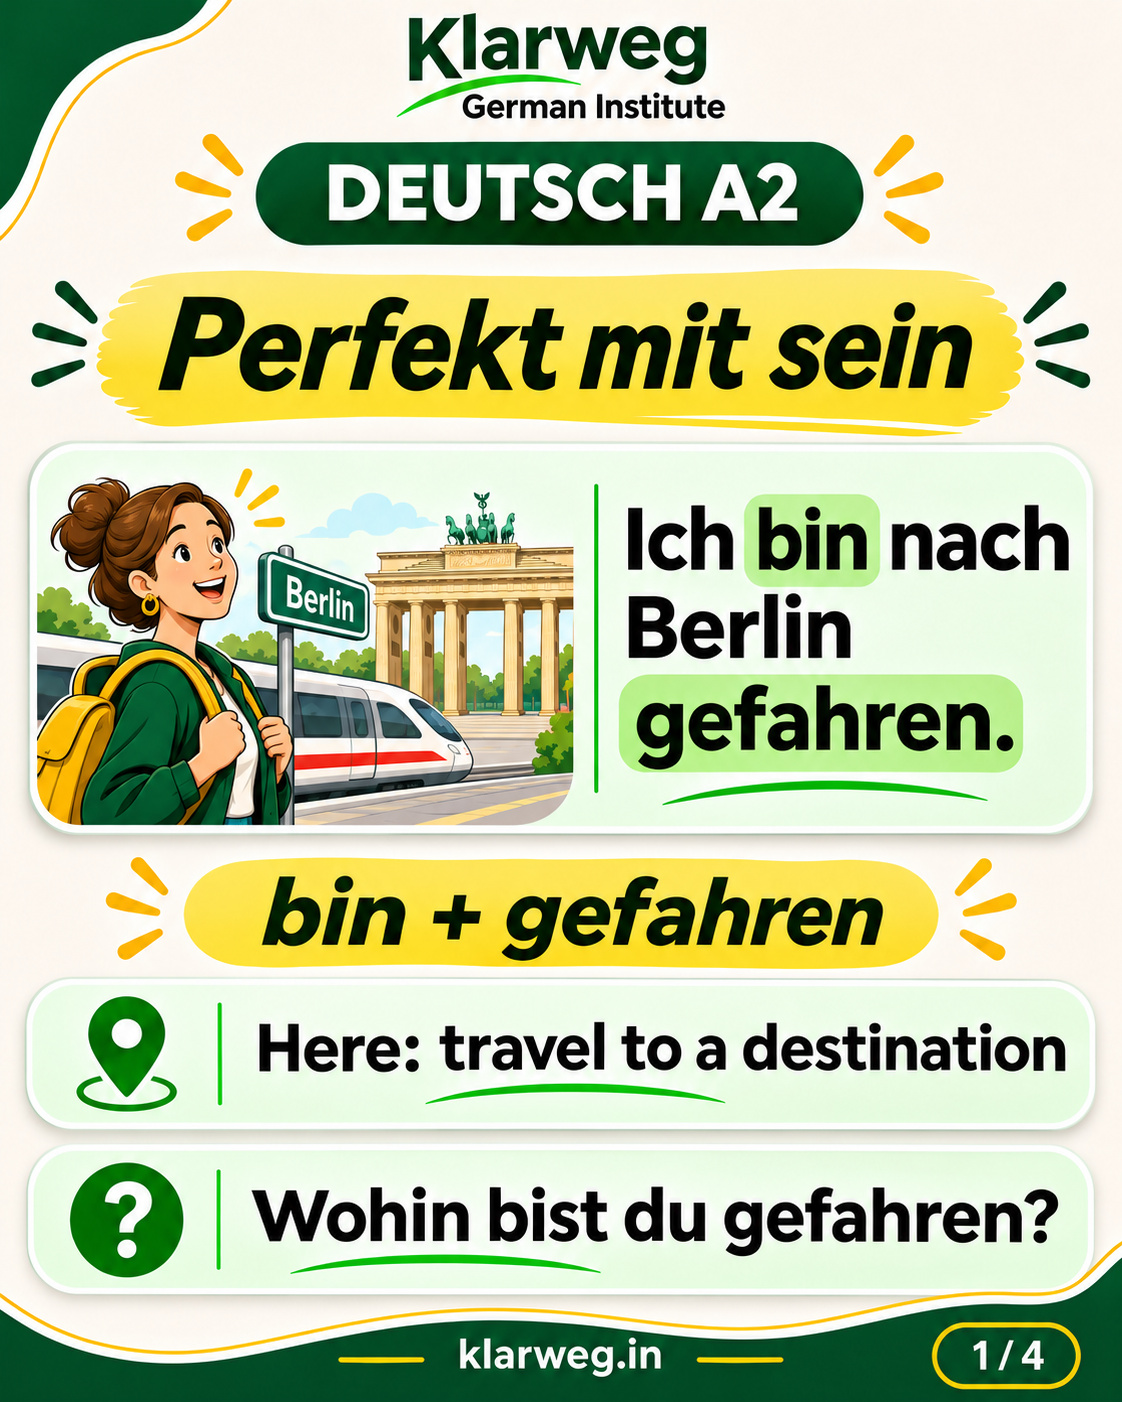 Klarweg
German Institute
DEUTSCH A2
Perfekt mit sein
Berlin
Ich bin nach
Berlin
gefahren.
bin + gefahren
Here: travel to a destination
?
Wohin bist du gefahren?
klarweg.in
1 / 4